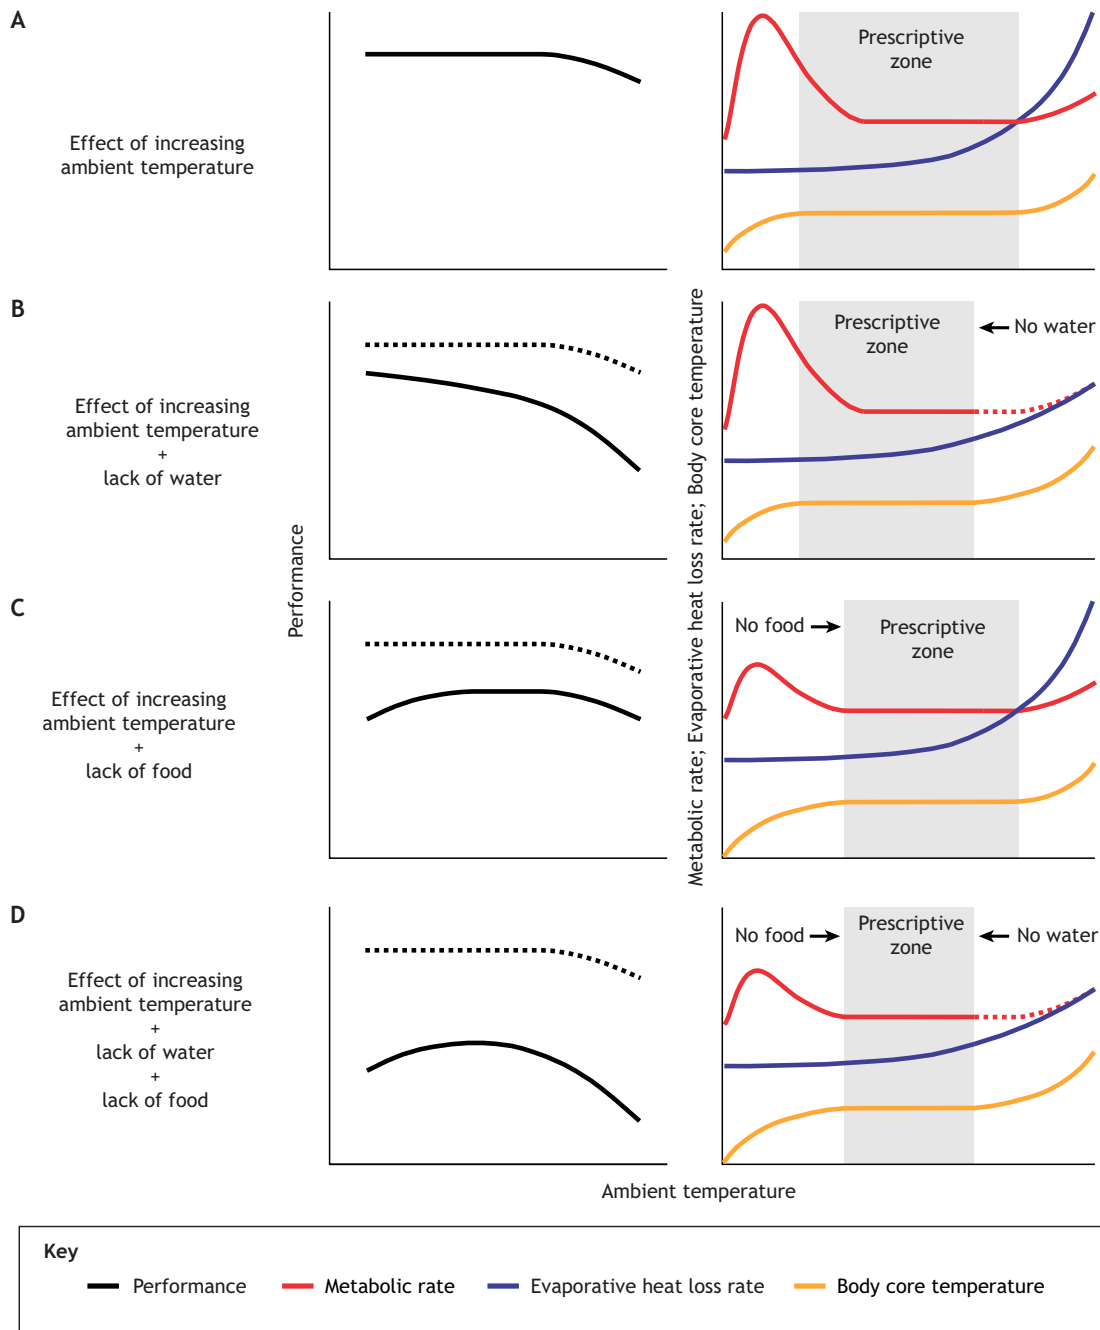 A
Effect of increasing
ambient temperature
Prescriptive
zone
B
Effect of increasing
ambient temperature
+
lack of water
Prescriptive
zone
No water
Performance
Metabolic rate; Evaporative heat loss rate; Body core temperature
C
Effect of increasing
ambient temperature
+
lack of food
No food
Prescriptive
zone
D
Effect of increasing
ambient temperature
+
lack of water
+
lack of food
No food
Prescriptive
zone
No water
Ambient temperature
Key
Performance
Metabolic rate
Evaporative heat loss rate
Body core temperature